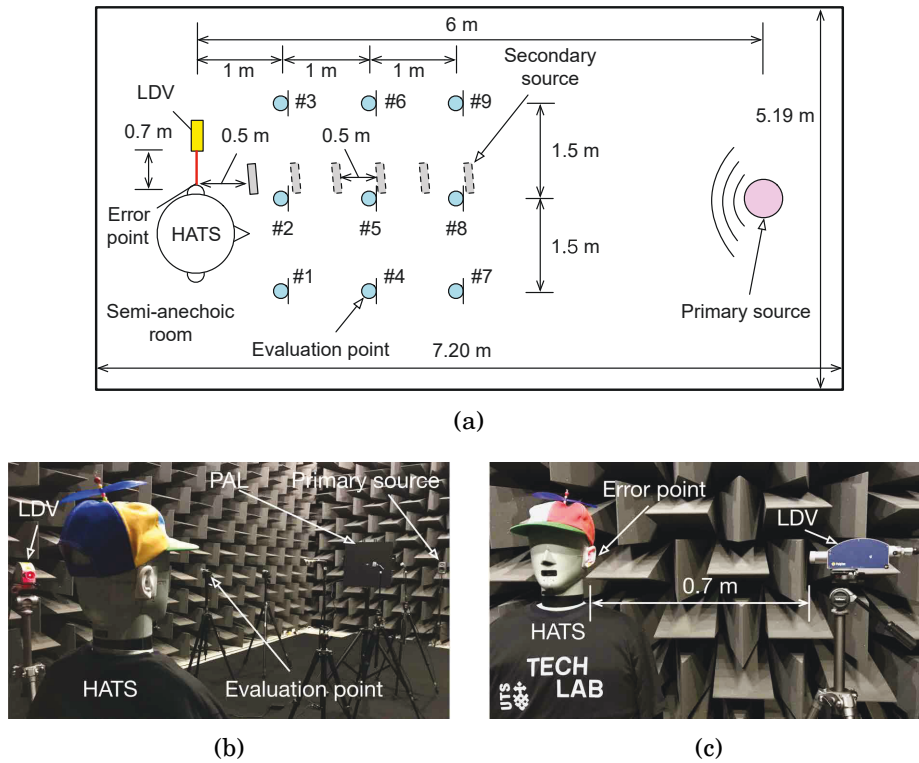 6 m
1 m
1 m
1 m
Secondary
source
LDV
#3
#6
#9
5.19 m
0.7 m
0.5 m
0.5 m
1.5 m
Error
point
HATS
#2
#5
#8
1.5 m
#1
#4
#7
Semi-anechoic
room
Primary source
Evaluation point
7.20 m
(a)
LDV
PAL
Primary source
HATS
Evaluation point
(b)
Error point
LDV
0.7 m
HATS
UTS
TECH
LAB
(c)